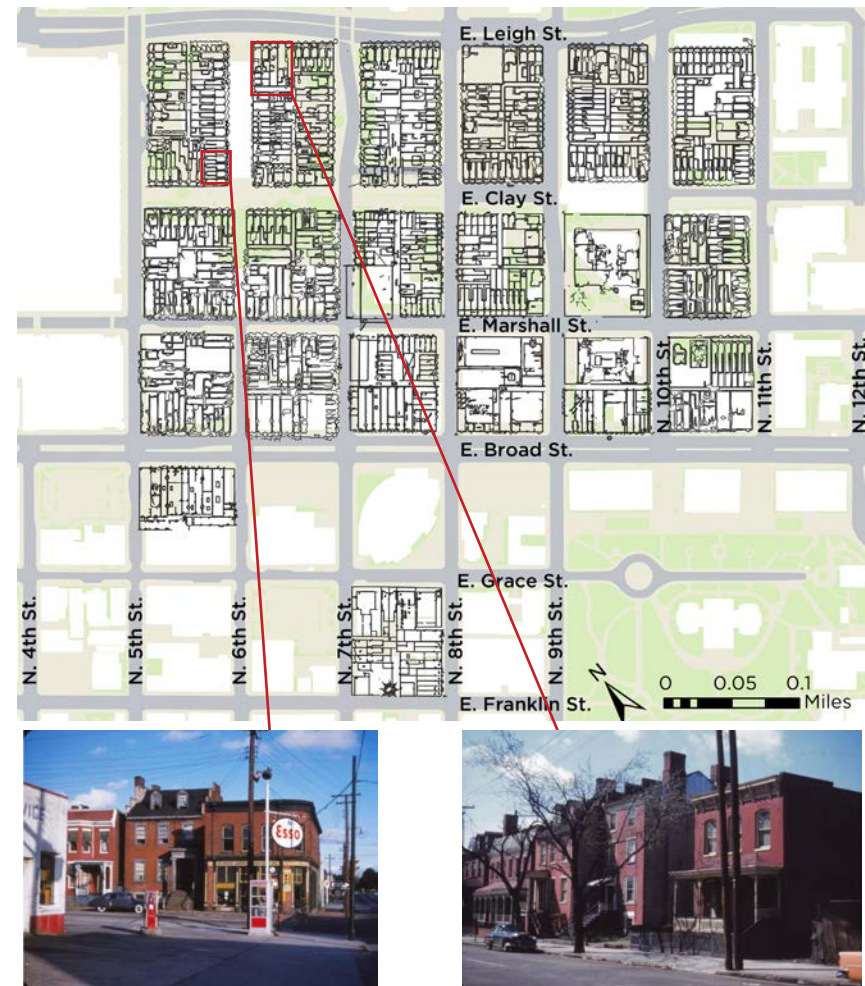 E. Leigh St.
E. Clay St.
E. Marshall St.
N. 10th St.
N. 11th St.
N. 12th St.
E. Broad St.
E. Grace St.
N. 4th St.
N. 5th St.
N. 6th St.
N. 7th St.
N. 8th St.
N. 9th St.
N
0 0.05 0.1
Miles
E. Franklin St.
VICE
Esso